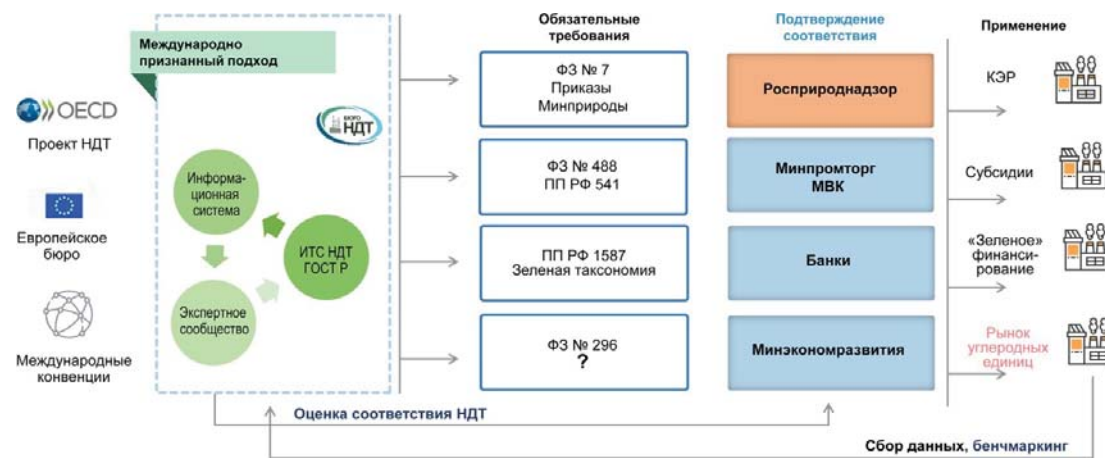 Международно
признанный подход
OECD
Проект НДТ
Европейское
бюро
Международные
конвенции
БЮРО
НДТ
Информа-
ционная
система
ИТС НДТ
ГОСТ Р
Экспертное
сообщество
Обязательные
требования
ФЗ № 7
Приказы
Минприроды
ФЗ № 488
ПП РФ 541
ПП РФ 1587
Зеленая таксономия
ФЗ № 296
?
Подтверждение
соответствия
Росприроднадзор
Минпромторг
МВК
Банки
Минэкономразвития
Применение
КЭР
Субсидии
«Зеленое»
финанси-
рование
Рынок
углеродных
единиц
Оценка соответствия НДТ
Сбор данных, бенчмаркинг